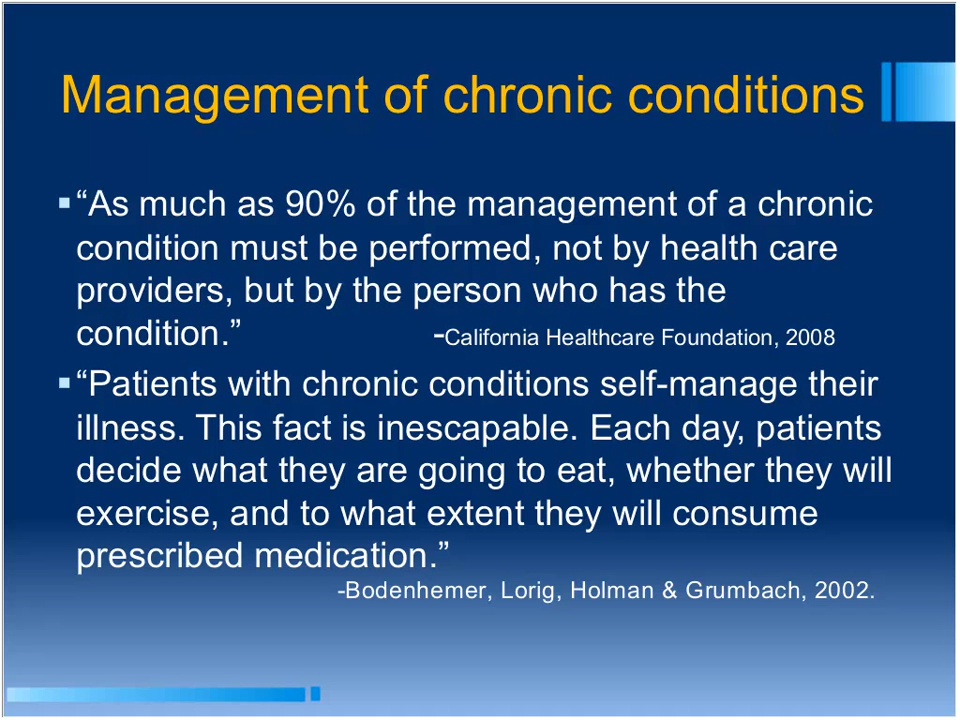 Management of chronic conditions
▪“As much as 90% of the management of a chronic
condition must be performed, not by health care
providers, but by the person who has the
condition.” -California Healthcare Foundation, 2008
▪“Patients with chronic conditions self-manage their
illness. This fact is inescapable. Each day, patients
decide what they are going to eat, whether they will
exercise, and to what extent they will consume
prescribed medication.”
-Bodenhemer, Lorig, Holman & Grumbach, 2002.